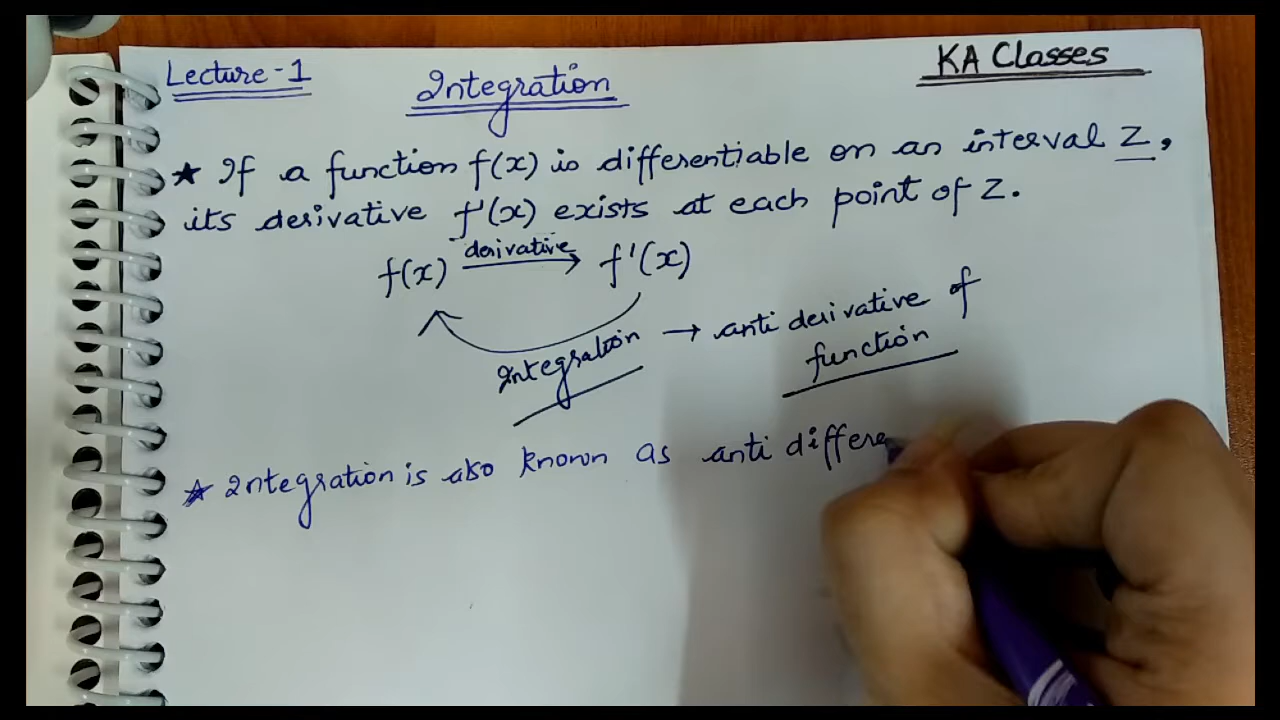 Lecture-1
Integration
KA Classes
★ If a function f(x) is differentiable on an interval Z,
its derivative f'(x) exists at each point of Z.
f(x) derivative → f'(x)
Integration → anti derivative of
function
★ Integration is also known as anti differe